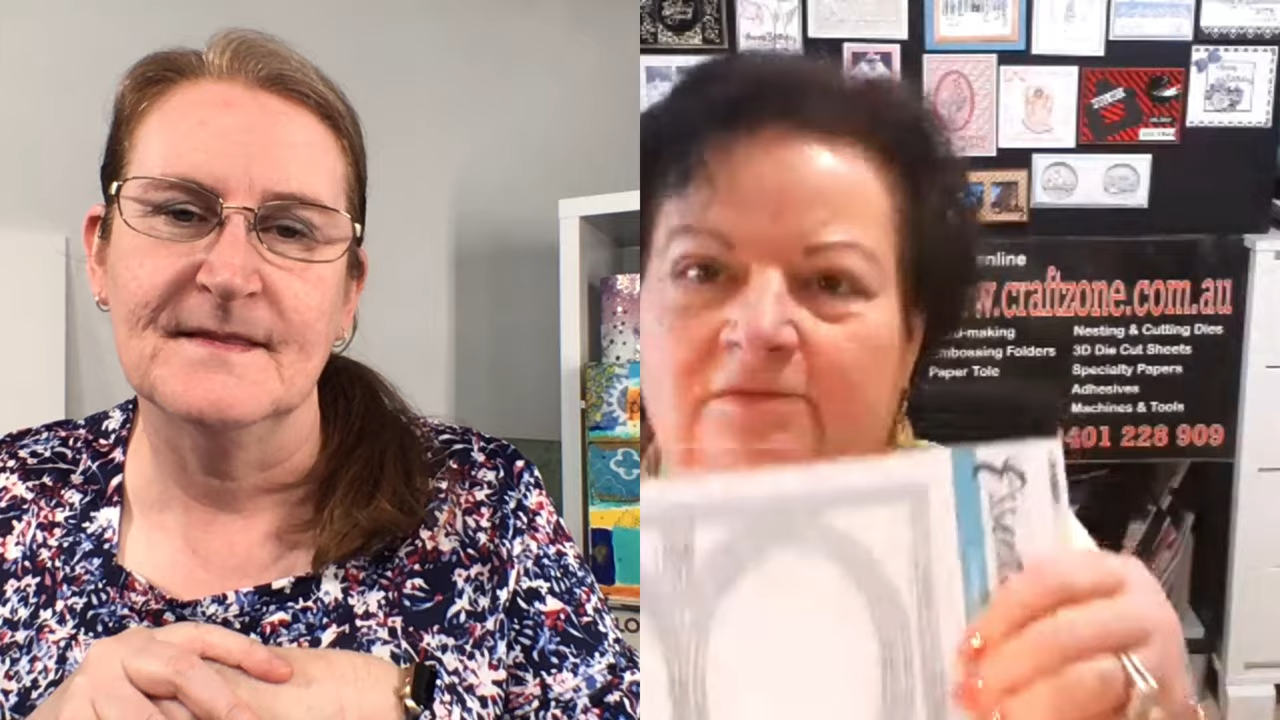 nline
w.craftzone.com.au
d-making
mbossing Folders
Paper Tole
Nesting & Cutting Dies
3D Die Cut Sheets
Specialty Papers
Adhesives
Machines & Tools
401 228 909